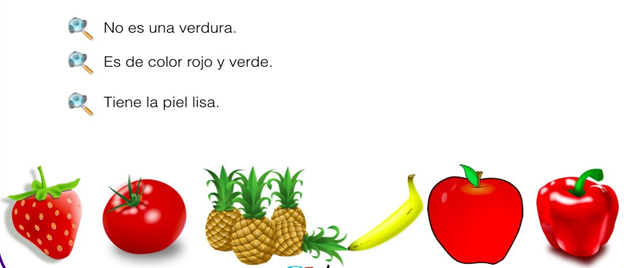 No es una verdura.
Es de color rojo y verde.
Tiene la piel lisa.